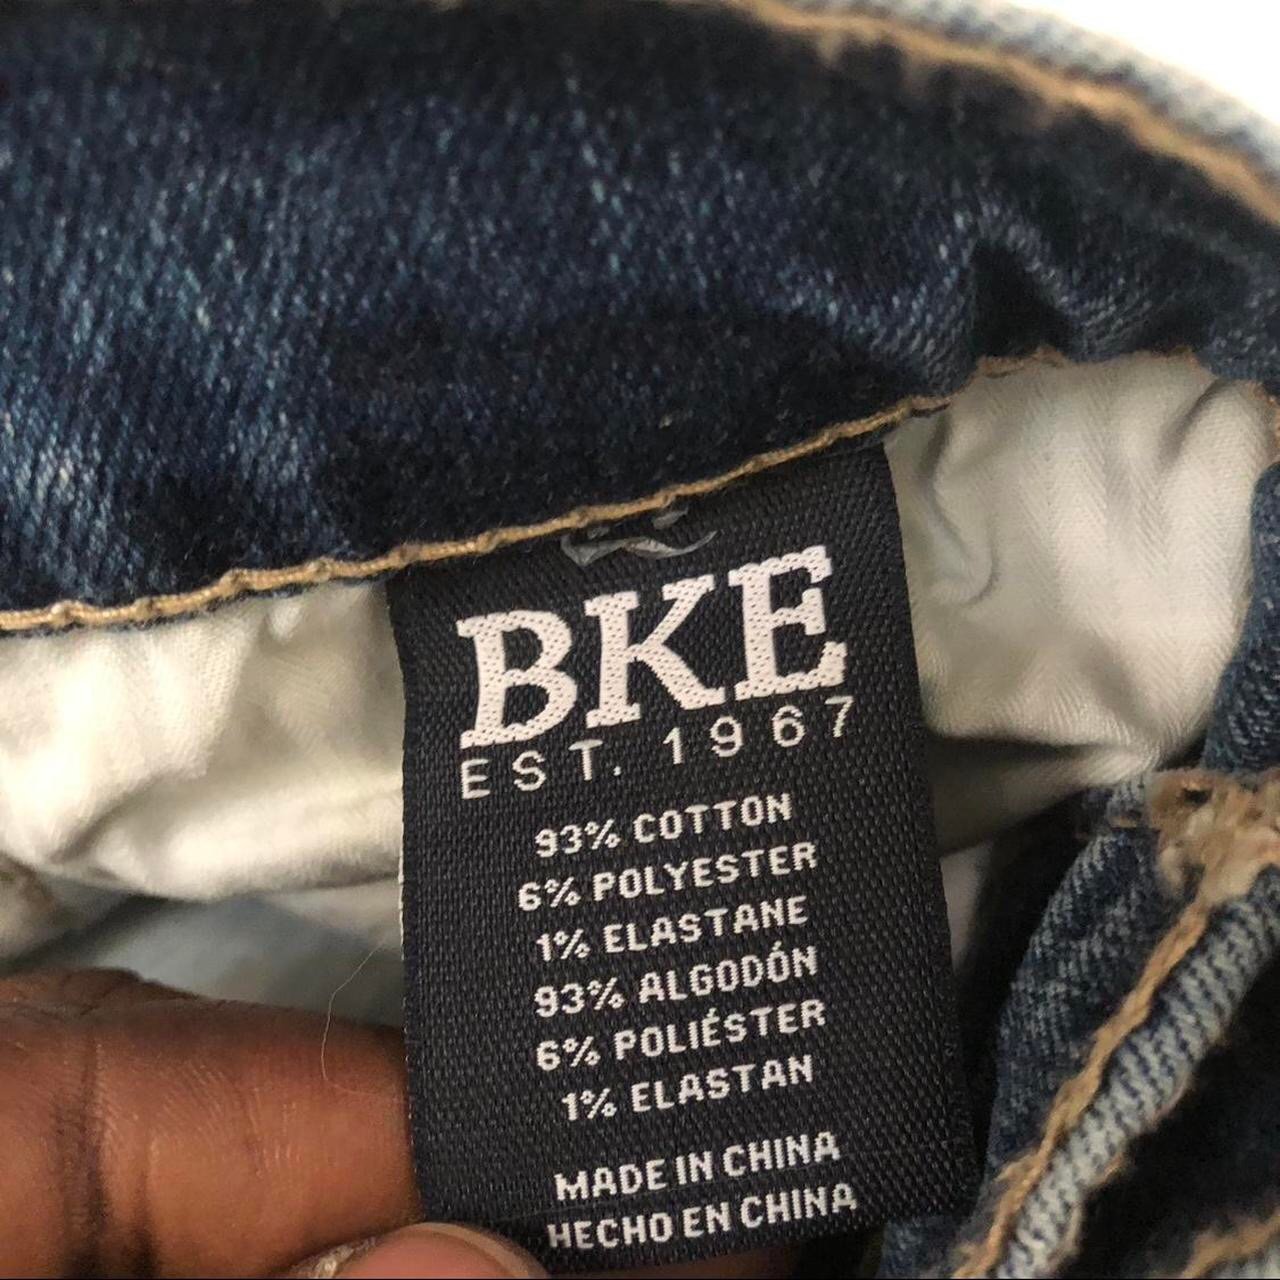 BKE
EST. 1967
93% COTTON
6% POLYESTER
1% ELASTANE
93% ALGODÓN
6% POLIÉSTER
1% ELASTAN
MADE IN CHINA
HECHO EN CHINA